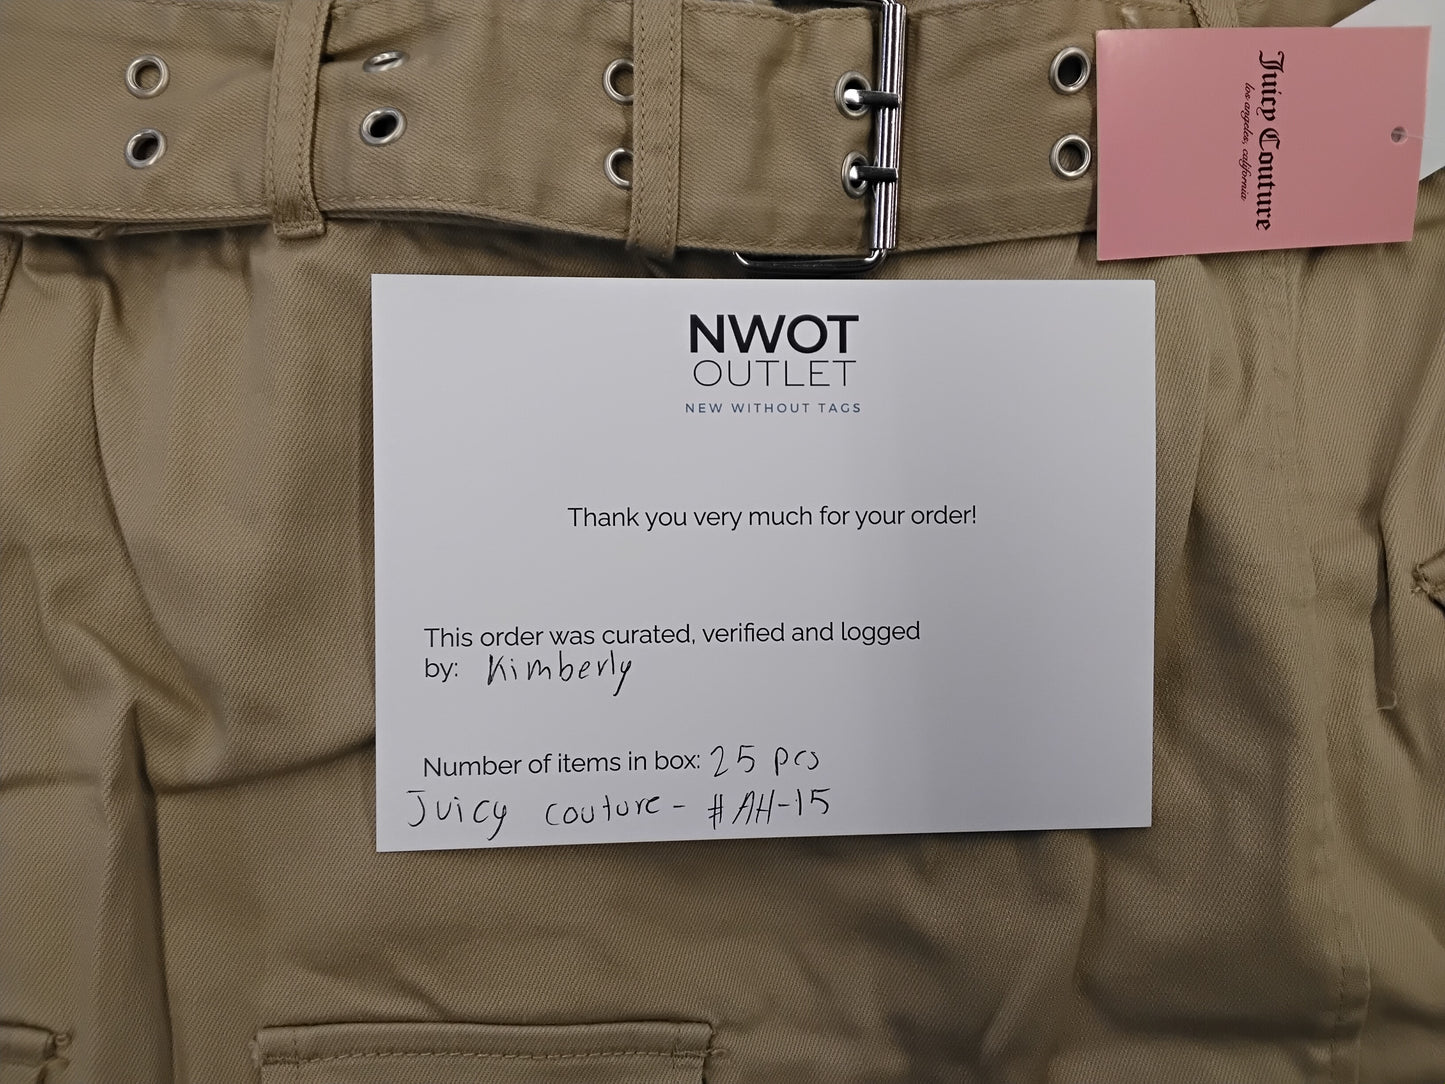 Juicy Couture
los angeles, california
NWOT
OUTLET
NEW WITHOUT TAGS
Thank you very much for your order!
This order was curated, verified and logged
by: Kimberly
Number of items in box: 25 pcs
Juicy couture - #AH-15